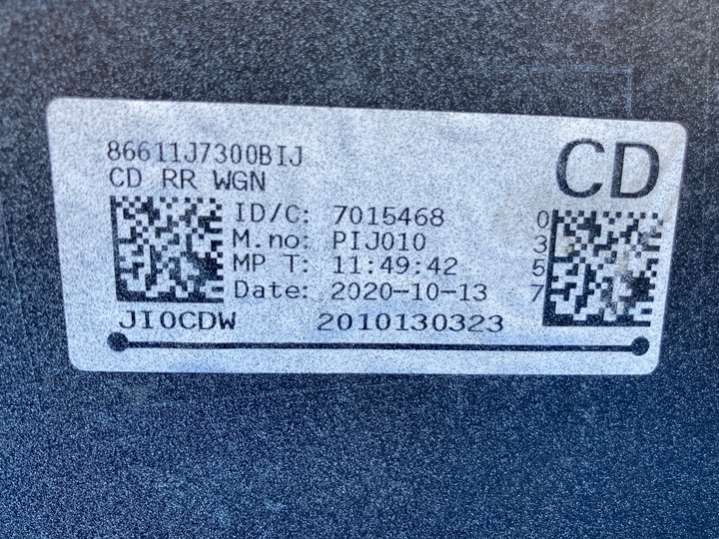 86611J7300BIJ
CD RR WGN
CD
ID/C: 7015468
M.no: PIJ010
MP T: 11:49:42
Date: 2020-10-13
0
3
5
7
JI0CDW 2010130323